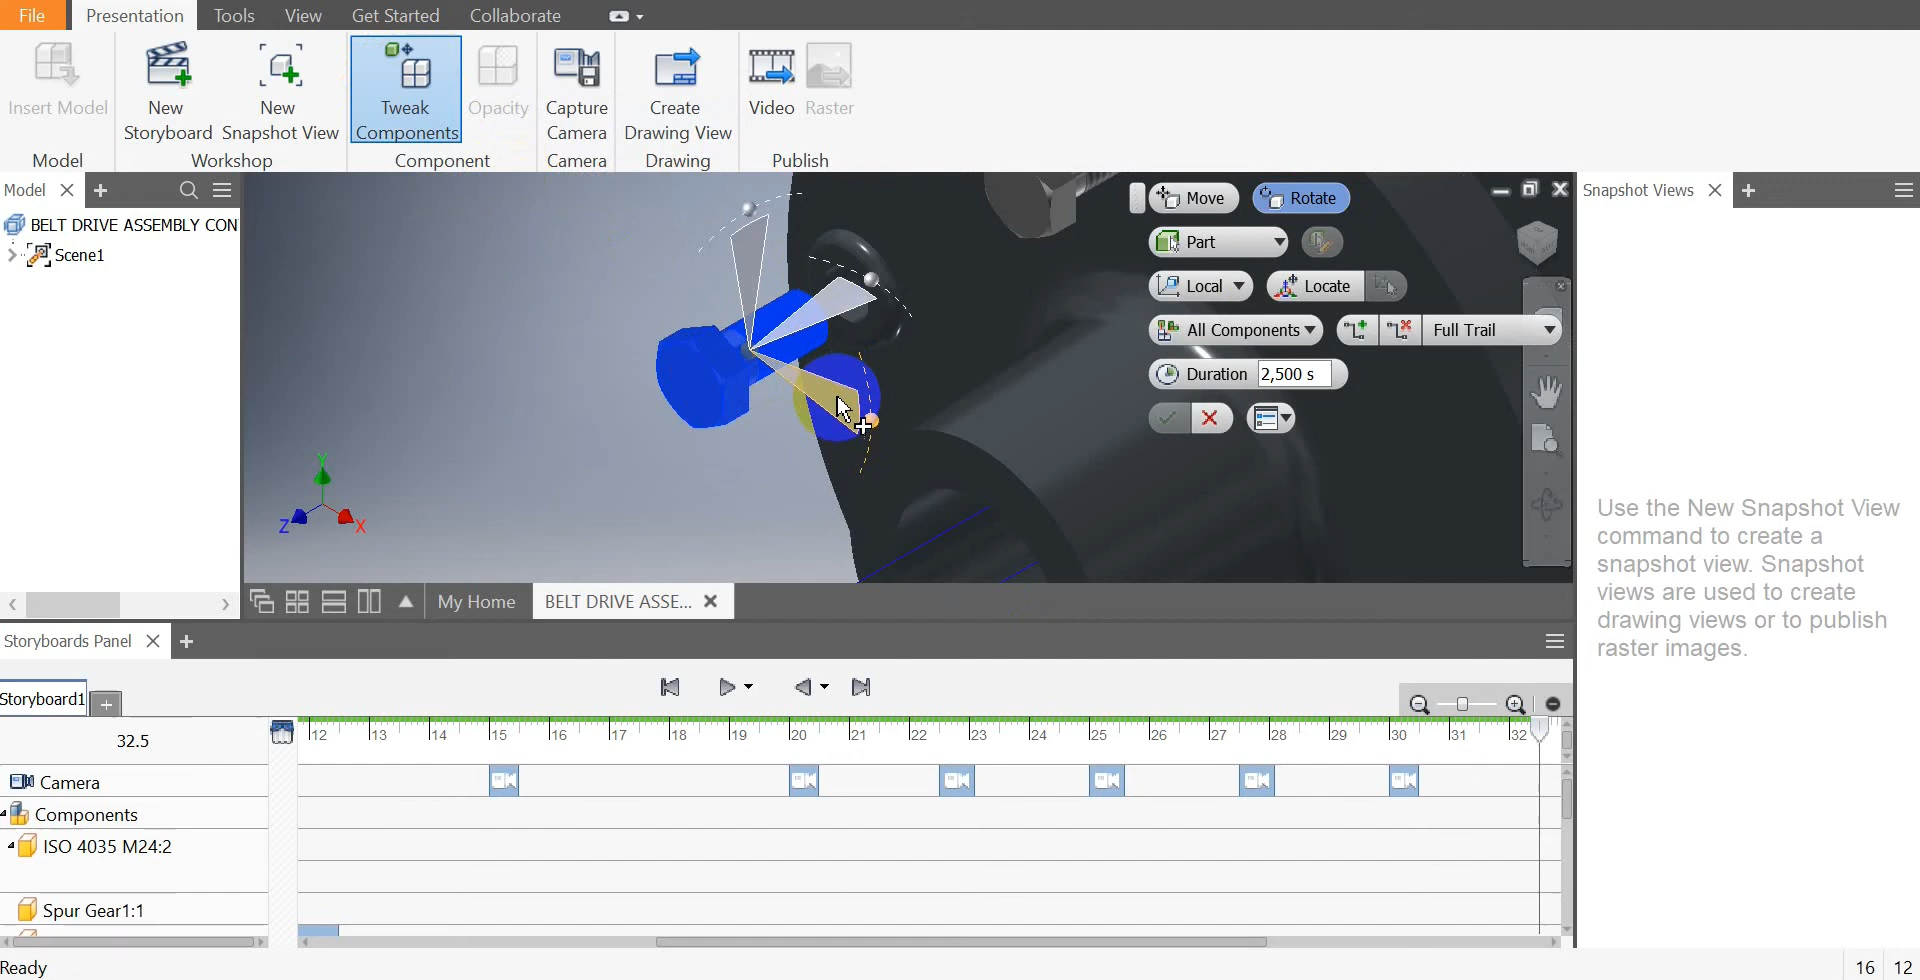 File
Presentation
Tools
View
Get Started
Collaborate
Insert Model
New
Storyboard
New
Snapshot View
Tweak
Components
Opacity
Capture
Camera
Create
Drawing View
Video
Raster
Model
Workshop
Component
Camera
Drawing
Publish
Model
BELT DRIVE ASSEMBLY CON
Scene1
Move
Rotate
Part
Local
Locate
All Components
Full Trail
Duration
2,500 s
Y
Z
X
Snapshot Views
Use the New Snapshot View
command to create a
snapshot view. Snapshot
views are used to create
drawing views or to publish
raster images.
My Home
BELT DRIVE ASSE...
Storyboards Panel
Storyboard1
32.5
12 13 14 15 16 17 18 19 20 21 22 23 24 25 26 27 28 29 30 31 32
Camera
Components
ISO 4035 M24:2
Spur Gear1:1
Ready
16
12